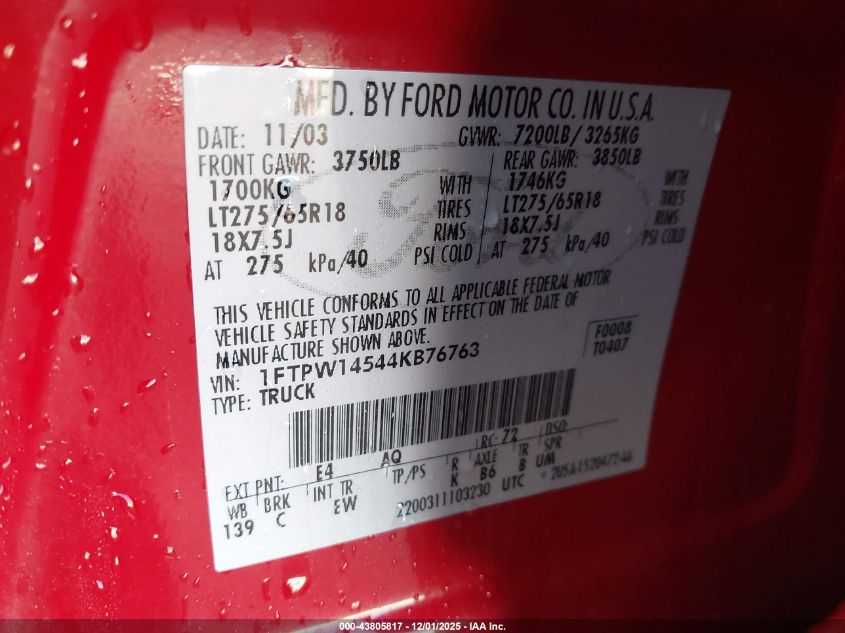 MFD. BY FORD MOTOR CO. IN U.S.A.
DATE: 11/03 GVWR: 7200LB/ 3265KG
FRONT GAWR: 3750LB REAR GAWR: 3850LB
1700KG WITH 1746KG WITH
LT275/65R18 TIRES LT275/65R18 TIRES
18X7.5J RIMS 18X7.5J RIMS
AT 275 kPa/40 PSI COLD AT 275 kPa/40 PSI COLD
THIS VEHICLE CONFORMS TO ALL APPLICABLE FEDERAL MOTOR
VEHICLE SAFETY STANDARDS IN EFFECT ON THE DATE OF
MANUFACTURE SHOWN ABOVE.
F0008
T0407
VIN: 1FTPW14544KB76763
TYPE: TRUCK
RC: 72 DSO:
EXT PNT: E4 AQ
WB BRK INT TR TP/PS R AXLE TR SPR
139 C EW K B6 B UM
2200311103230 UTC
000-43805817 - 12/01/2025 - IAA Inc.